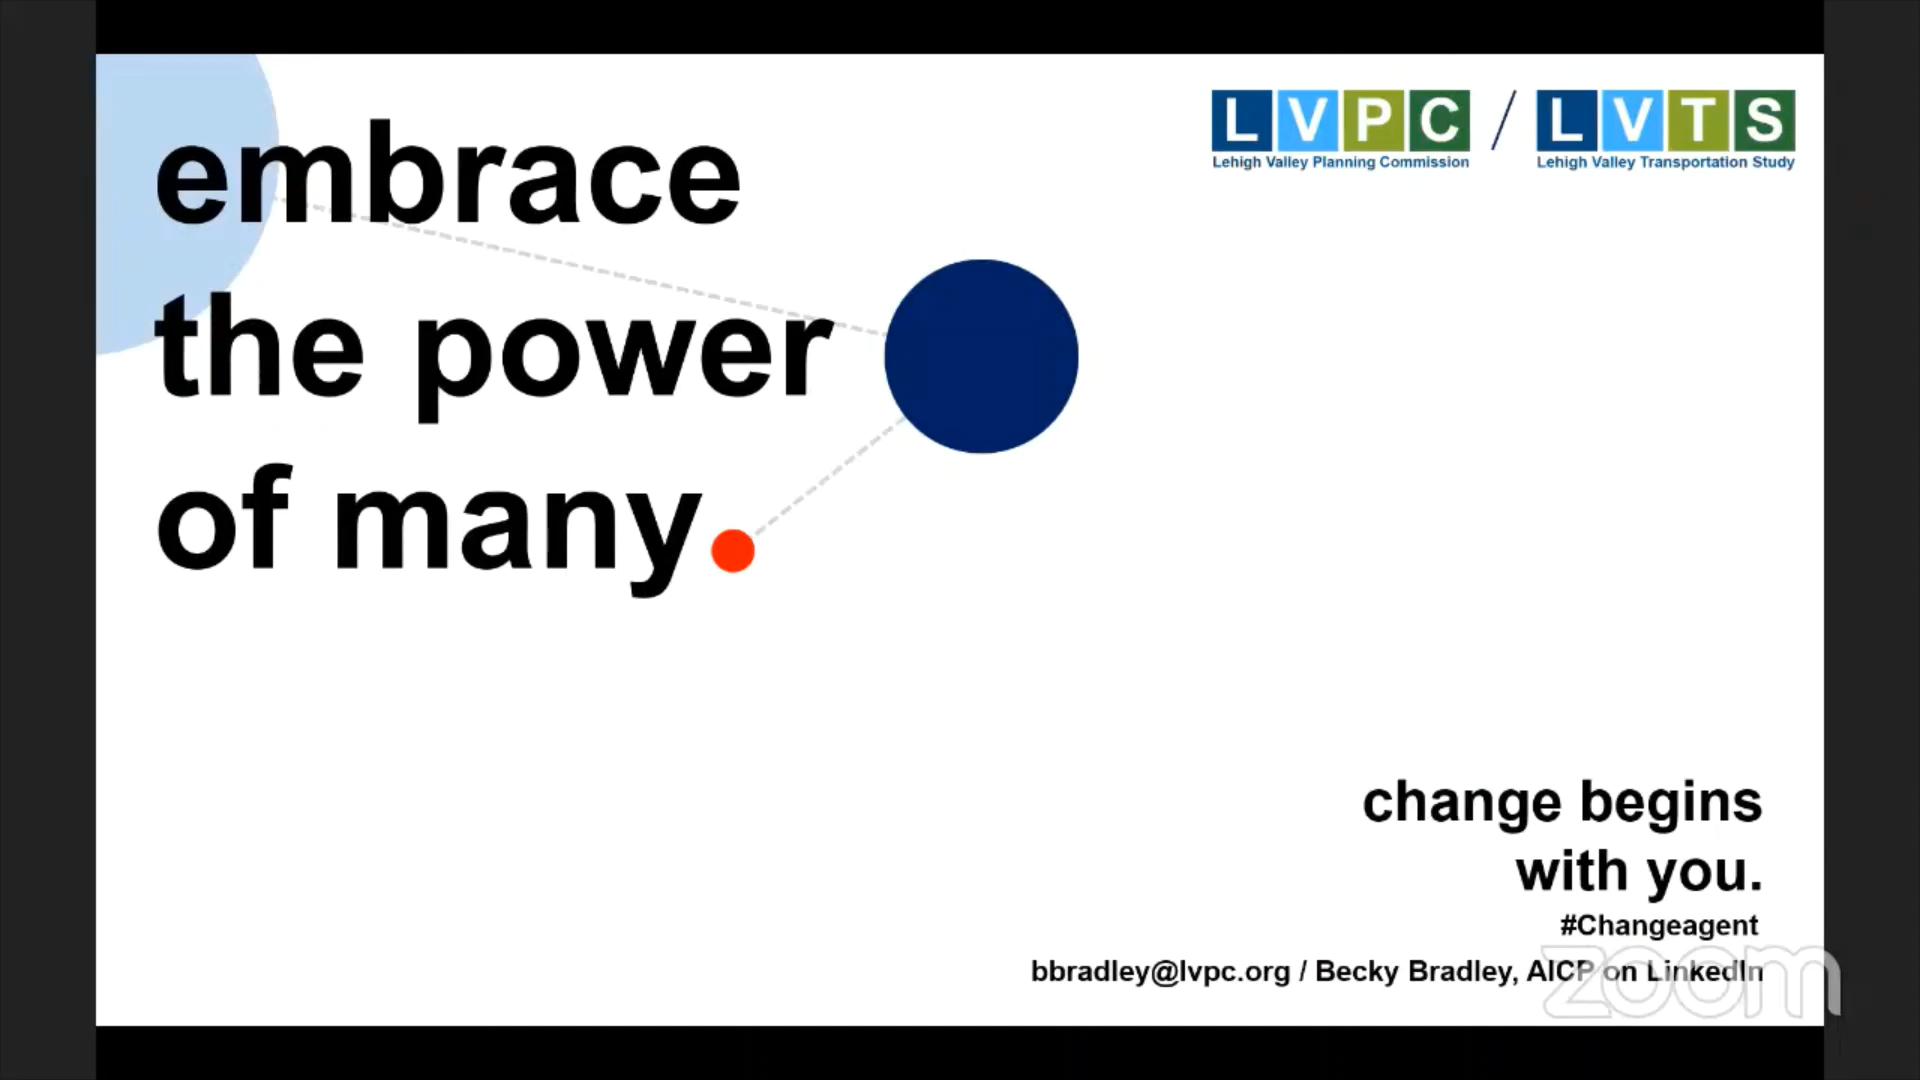 embrace
the power
of many.
LVPC / LVTS
Lehigh Valley Planning Commission
Lehigh Valley Transportation Study
change begins
with you.
#Changeagent
bbradley@lvpc.org / Becky Bradley, AICP on LinkedIn
zoom